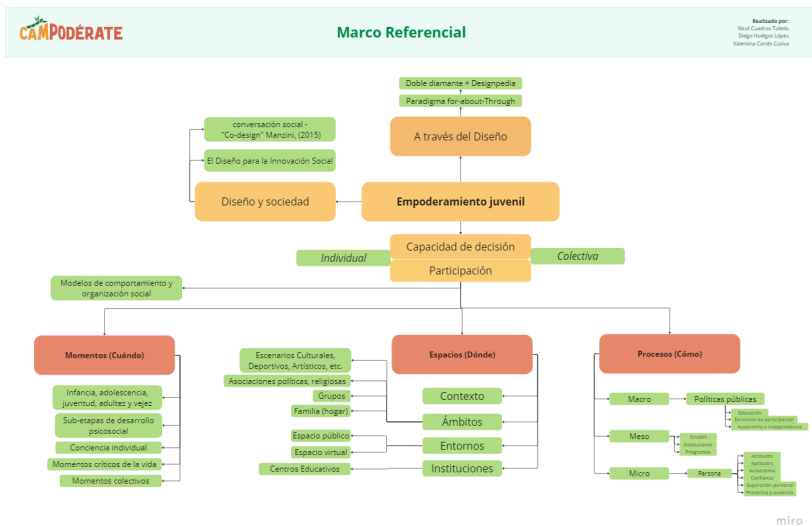 CAMPODÉRATE
Marco Referencial
Realizado por:
Nicol Cuadros Toledo
Diego Huelgos López
Valentina Cortés Cuova
Doble diamante + Designpedia
Paradigma for-about-Through
A través del Diseño
conversación social -
"Co-design" Manzini, (2015)
El Diseño para la Innovación Social
Diseño y sociedad
Empoderamiento juvenil
Capacidad de decisión
Individual
Colectiva
Participación
Modelos de comportamiento y
organización social
Momentos (Cuándo)
Infancia, adolescencia,
juventud, adultez y vejez
Sub-etapas de desarrollo
psicosocial
Conciencia individual
Momentos críticos de la vida
Momentos colectivos
Espacios (Dónde)
Escenarios Culturales,
Deportivos, Artísticos, etc.
Asociaciones políticas, religiosas
Grupos
Familia (hogar)
Espacio público
Espacio virtual
Centros Educativos
Contexto
Ámbitos
Entornos
Instituciones
Procesos (Cómo)
Macro
Políticas públicas
Educación
Derechos de participación
Autonomía e independencia
Meso
Grupos
Instituciones
Programas
Micro
Persona
Actitudes
Aptitudes
Autoestima
Confianza
Superación personal
Presencia y ausencia
miro